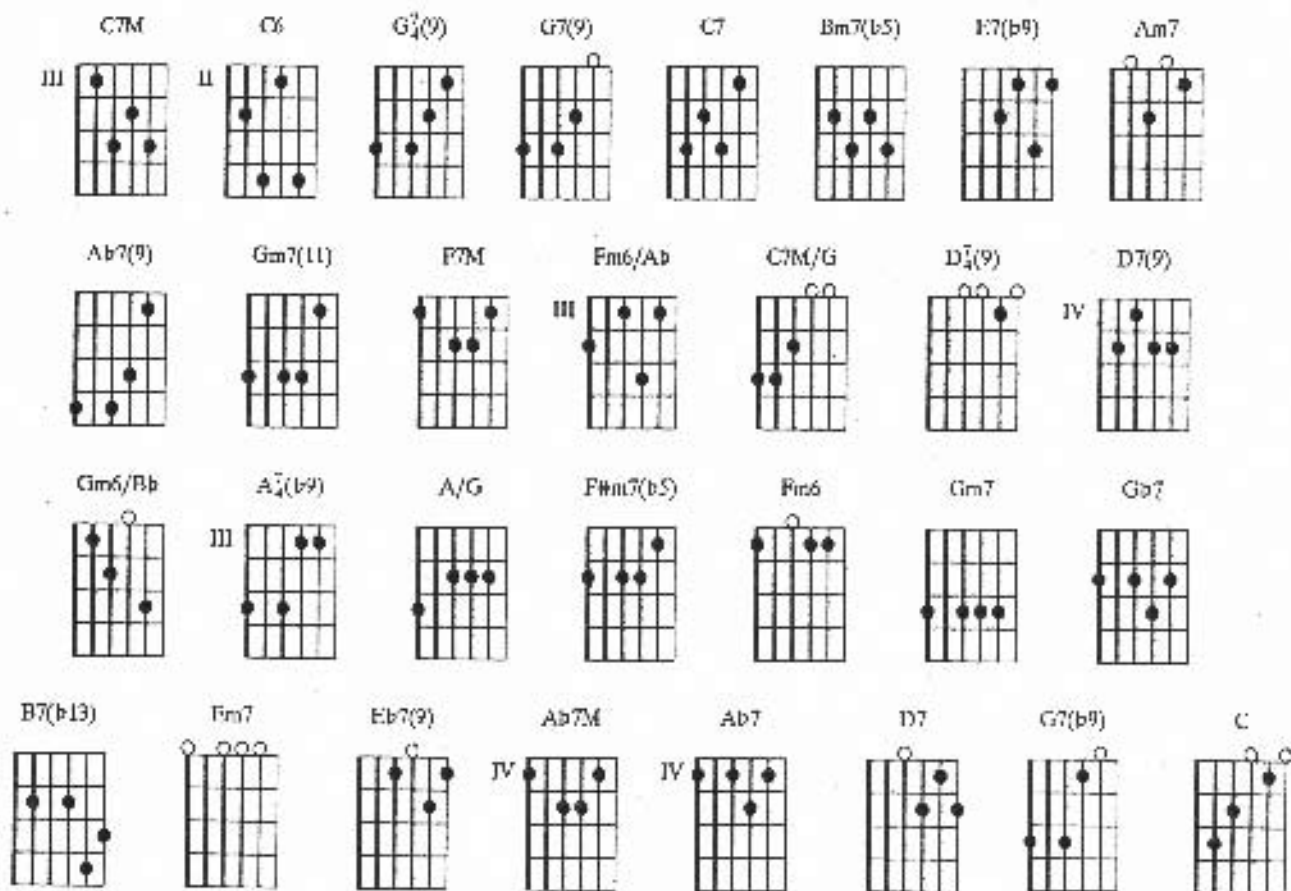 C7M C6 G7/4(9) G7(9) C7 Bm7(b5) E7(b9) Am7
III II
Ab7(9) Gm7(11) F7M Fm6/Ab C7M/G D7/4(9) D7(9)
III IV
Gm6/Bb A7/4(b9) A/G F#m7(b5) Fm6 Gm7 Gb7
III
B7(b13) Em7 Eb7(9) Ab7M Ab7 D7 G7(b9) C
IV IV